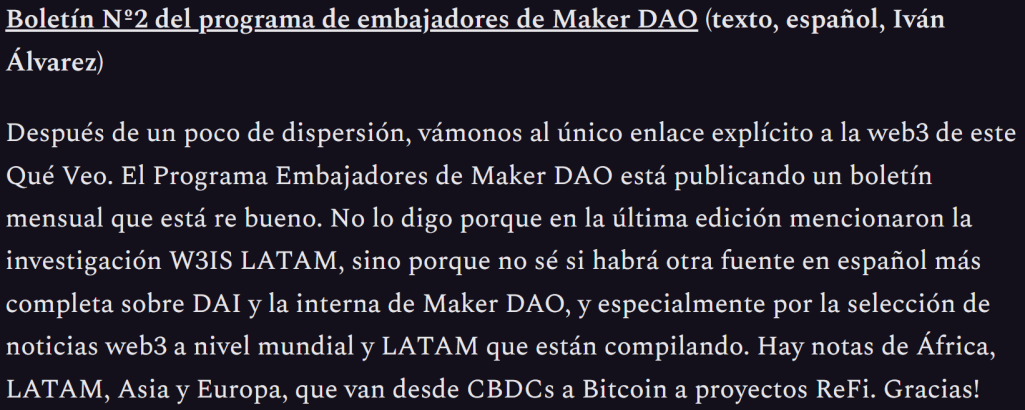 Boletín Nº2 del programa de embajadores de Maker DAO (texto, español, Iván
Álvarez)
Después de un poco de dispersión, vámonos al único enlace explícito a la web3 de este
Qué Veo. El Programa Embajadores de Maker DAO está publicando un boletín
mensual que está re bueno. No lo digo porque en la última edición mencionaron la
investigación W3IS LATAM, sino porque no sé si habrá otra fuente en español más
completa sobre DAI y la interna de Maker DAO, y especialmente por la selección de
noticias web3 a nivel mundial y LATAM que están compilando. Hay notas de África,
LATAM, Asia y Europa, que van desde CBDCs a Bitcoin a proyectos ReFi. Gracias!